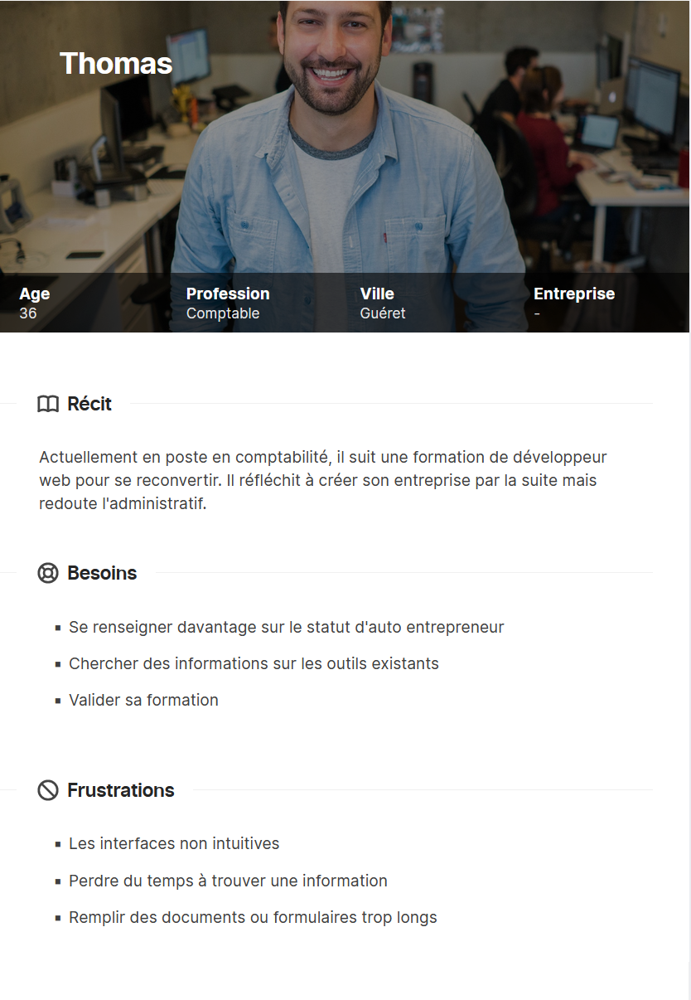 Thomas
Age
36
Profession
Comptable
Ville
Guéret
Entreprise
-
Récit
Actuellement en poste en comptabilité, il suit une formation de développeur
web pour se reconvertir. Il réfléchit à créer son entreprise par la suite mais
redoute l'administratif.
Besoins
▪ Se renseigner davantage sur le statut d'auto entrepreneur
▪ Chercher des informations sur les outils existants
▪ Valider sa formation
Frustrations
▪ Les interfaces non intuitives
▪ Perdre du temps à trouver une information
▪ Remplir des documents ou formulaires trop longs